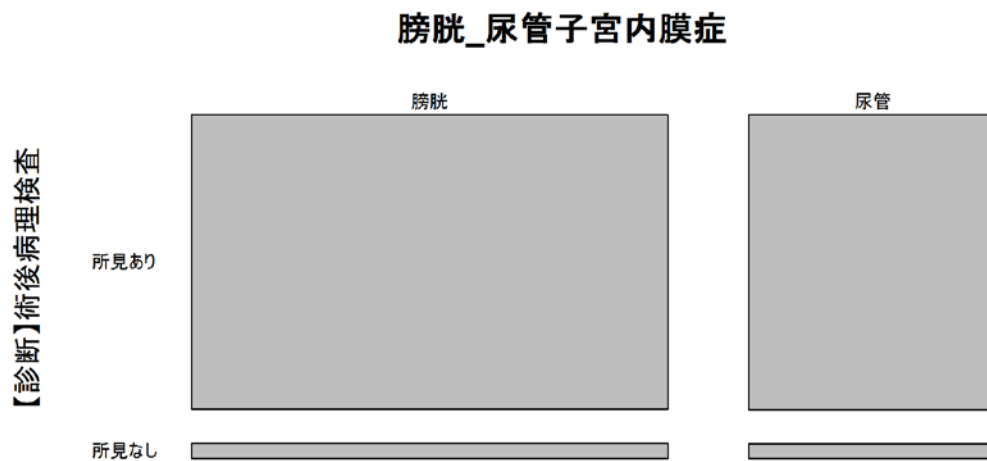 膀胱_尿管子宮内膜症
膀胱
尿管
【診断】術後病理検査
所見あり
所見なし